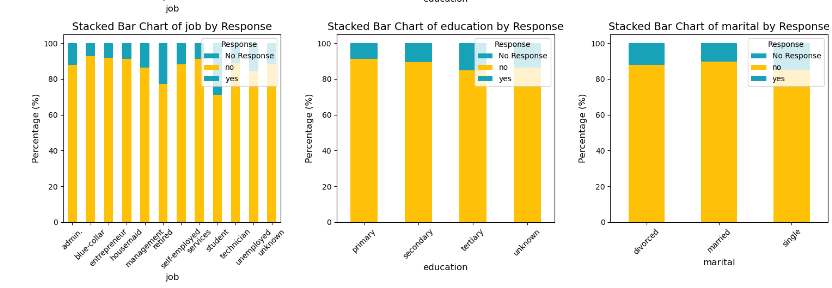 job
education
Stacked Bar Chart of job by Response
Percentage (%)
100
80
60
40
20
0
Response
No Response
no
yes
admin.
blue-collar
entrepreneur
housemaid
management
retired
self-employed
services
student
technician
unemployed
unknown
job
Stacked Bar Chart of education by Response
Percentage (%)
100
80
60
40
20
0
Response
No Response
no
yes
primary
secondary
tertiary
unknown
education
Stacked Bar Chart of marital by Response
Percentage (%)
100
80
60
40
20
0
Response
No Response
no
yes
divorced
married
single
marital